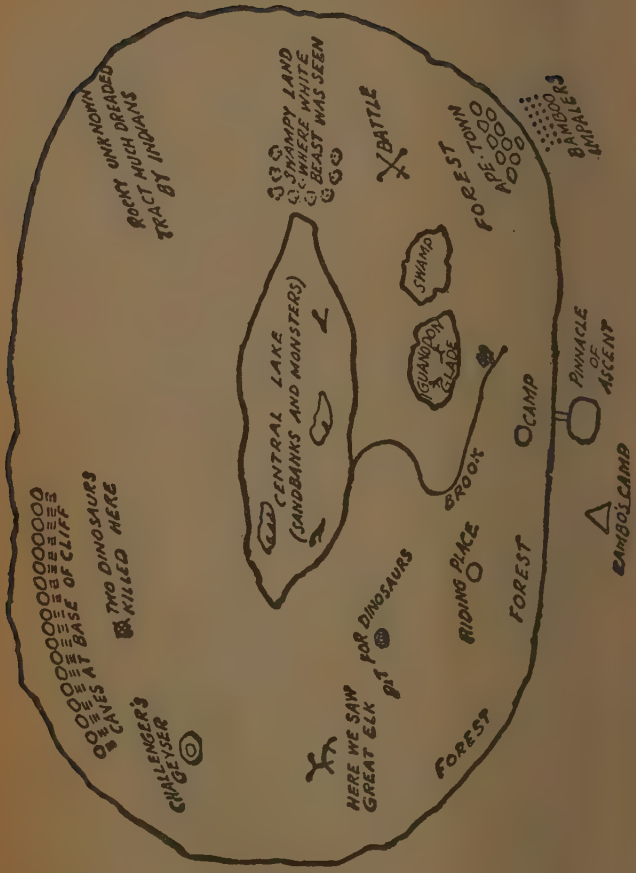 CAVES AT BASE OF CLIFF
TWO DINOSAURS
KILLED HERE
CHALLENGER'S
GEYSER
ROCKY UNKNOWN
TRACT MUCH DREADED
BY INDIANS
CENTRAL LAKE
(SANDBANKS AND MONSTERS)
SWAMPY LAND
WHERE WHITE
BEAST WAS SEEN
BATTLE
HERE WE SAW
GREAT ELK
PIT FOR DINOSAURS
IGUANODON
GLADE
SWAMP
BROOK
RIDING PLACE
FOREST
FOREST
CAMP
FOREST
APE-TOWN
BAMBOO
IMPALERS
PINNACLE
OF
ASCENT
ZAMBO'S CAMP